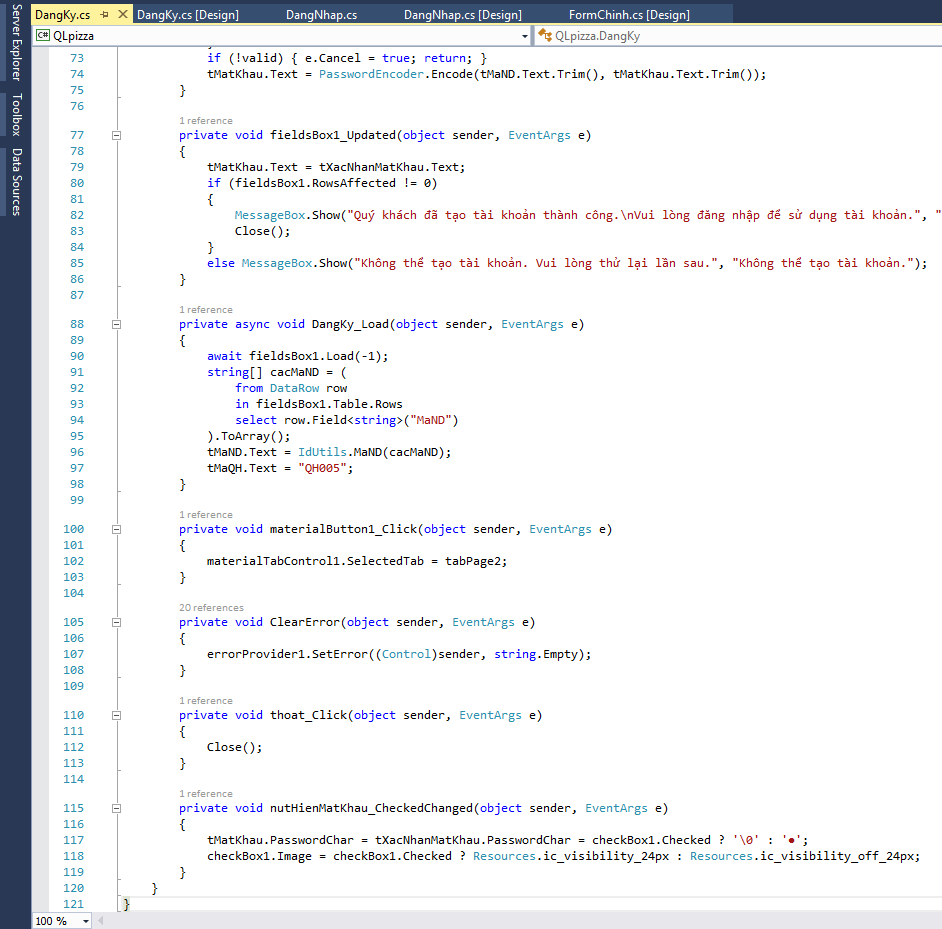 Server Explorer
Toolbox
Data Sources
DangKy.cs
DangKy.cs [Design]
DangNhap.cs
DangNhap.cs [Design]
FormChinh.cs [Design]
C# QLpizza
QLpizza.DangKy
73 if (!valid) { e.Cancel = true; return; }
74 tMatKhau.Text = PasswordEncoder.Encode(tMaND.Text.Trim(), tMatKhau.Text.Trim());
75 }
76
1 reference
77 private void fieldsBox1_Updated(object sender, EventArgs e)
78 {
79 tMatKhau.Text = tXacNhanMatKhau.Text;
80 if (fieldsBox1.RowsAffected != 0)
81 {
82 MessageBox.Show("Quý khách đã tạo tài khoản thành công.\nVui lòng đăng nhập để sử dụng tài khoản.", "
83 Close();
84 }
85 else MessageBox.Show("Không thể tạo tài khoản. Vui lòng thử lại lần sau.", "Không thể tạo tài khoản.");
86 }
87
1 reference
88 private async void DangKy_Load(object sender, EventArgs e)
89 {
90 await fieldsBox1.Load(-1);
91 string[] cacMaND = (
92 from DataRow row
93 in fieldsBox1.Table.Rows
94 select row.Field<string>("MaND")
95 ).ToArray();
96 tMaND.Text = IdUtils.MaND(cacMaND);
97 tMaQH.Text = "QH005";
98 }
99
1 reference
100 private void materialButton1_Click(object sender, EventArgs e)
101 {
102 materialTabControl1.SelectedTab = tabPage2;
103 }
104
20 references
105 private void ClearError(object sender, EventArgs e)
106 {
107 errorProvider1.SetError((Control)sender, string.Empty);
108 }
109
1 reference
110 private void thoat_Click(object sender, EventArgs e)
111 {
112 Close();
113 }
114
1 reference
115 private void nutHienMatKhau_CheckedChanged(object sender, EventArgs e)
116 {
117 tMatKhau.PasswordChar = tXacNhanMatKhau.PasswordChar = checkBox1.Checked ? '\0' : '●';
118 checkBox1.Image = checkBox1.Checked ? Resources.ic_visibility_24px : Resources.ic_visibility_off_24px;
119 }
120 }
121 }
100 %